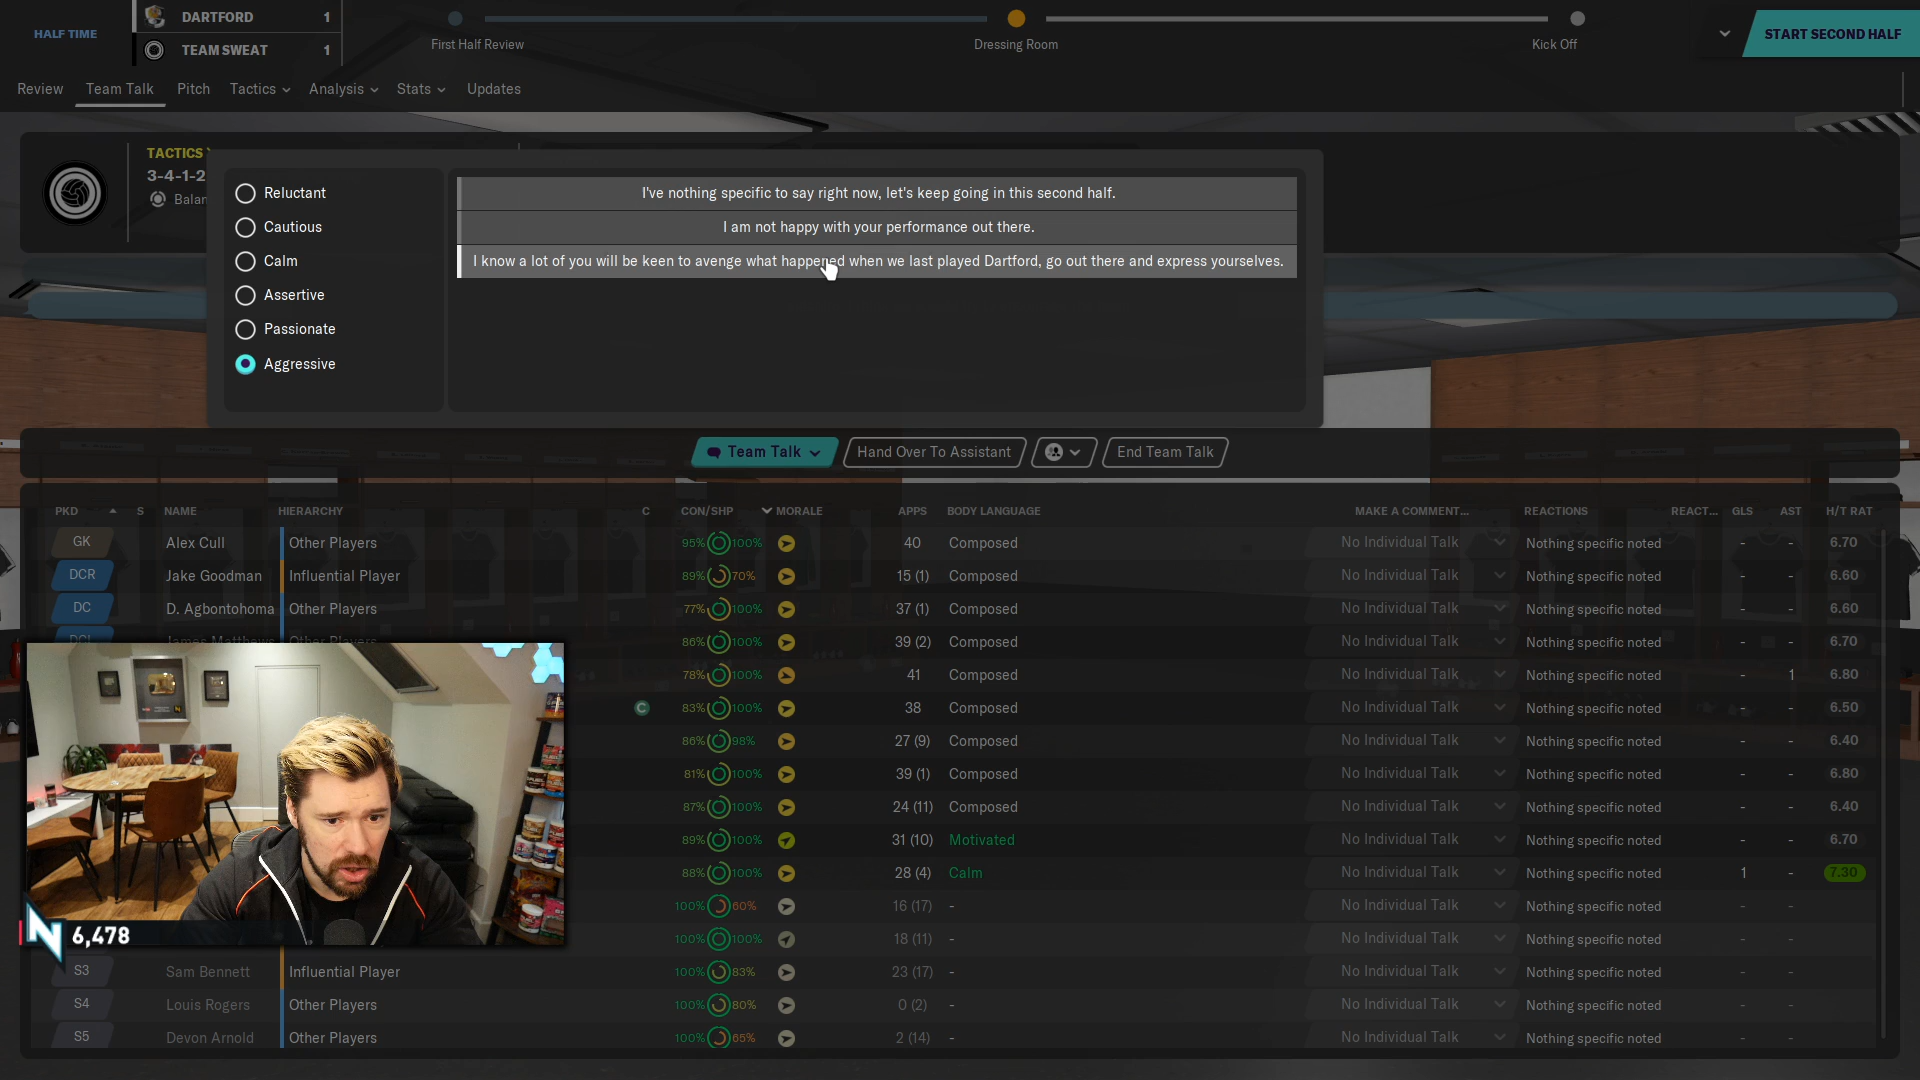 HALF TIME
DARTFORD 1
TEAM SWEAT 1
First Half Review
Dressing Room
Kick Off
START SECOND HALF
Review
Team Talk
Pitch
Tactics
Analysis
Stats
Updates
TACTICS
3-4-1-2
Balan
Reluctant
Cautious
Calm
Assertive
Passionate
Aggressive
I've nothing specific to say right now, let's keep going in this second half.
I am not happy with your performance out there.
I know a lot of you will be keen to avenge what happened when we last played Dartford, go out there and express yourselves.
Team Talk
Hand Over To Assistant
End Team Talk
PKD S NAME HIERARCHY C CON/SHP MORALE APPS BODY LANGUAGE MAKE A COMMENT... REACTIONS REACT... GLS AST H/T RAT
GK Alex Cull Other Players 95% 100% 40 Composed No Individual Talk Nothing specific noted - - 6.70
DCR Jake Goodman Influential Player 89% 70% 15 (1) Composed No Individual Talk Nothing specific noted - - 6.60
DC D. Agbontohoma Other Players 77% 100% 37 (1) Composed No Individual Talk Nothing specific noted - - 6.60
DCL James Matthews Other Players 86% 100% 39 (2) Composed No Individual Talk Nothing specific noted - - 6.70
78% 100% 41 Composed No Individual Talk Nothing specific noted - 1 6.80
C 83% 100% 38 Composed No Individual Talk Nothing specific noted - - 6.50
86% 98% 27 (9) Composed No Individual Talk Nothing specific noted - - 6.40
81% 100% 39 (1) Composed No Individual Talk Nothing specific noted - - 6.80
87% 100% 24 (11) Composed No Individual Talk Nothing specific noted - - 6.40
89% 100% 31 (10) Motivated No Individual Talk Nothing specific noted - - 6.70
88% 100% 28 (4) Calm No Individual Talk Nothing specific noted 1 - 7.30
100% 60% 16 (17) - No Individual Talk Nothing specific noted - -
100% 100% 18 (11) - No Individual Talk Nothing specific noted - -
S3 Sam Bennett Influential Player 100% 83% 23 (17) - No Individual Talk Nothing specific noted - -
S4 Louis Rogers Other Players 100% 80% 0 (2) - No Individual Talk Nothing specific noted - -
S5 Devon Arnold Other Players 100% 65% 2 (14) - No Individual Talk Nothing specific noted - -
N 6,478